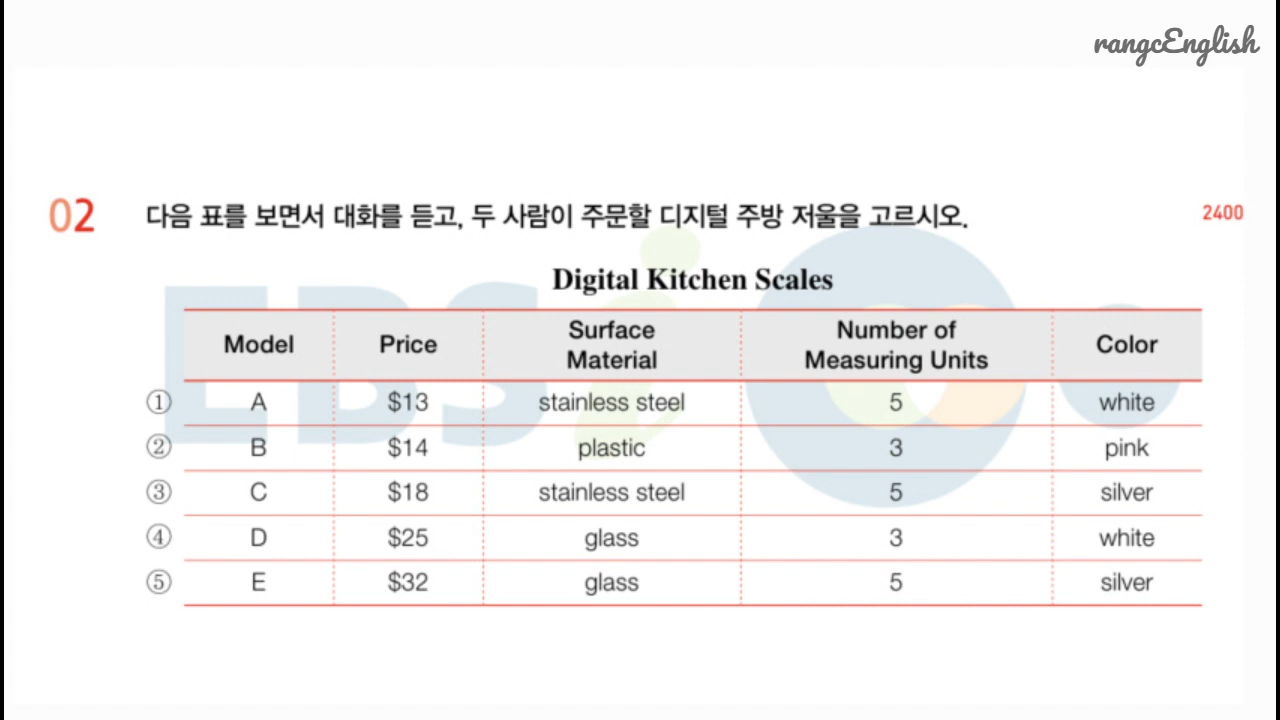 rangcEnglish
02 다음 표를 보면서 대화를 듣고, 두 사람이 주문할 디지털 주방 저울을 고르시오. 2400
Digital Kitchen Scales
Model Price Surface Material Number of Measuring Units Color
① A $13 stainless steel 5 white
② B $14 plastic 3 pink
③ C $18 stainless steel 5 silver
④ D $25 glass 3 white
⑤ E $32 glass 5 silver
EBSi